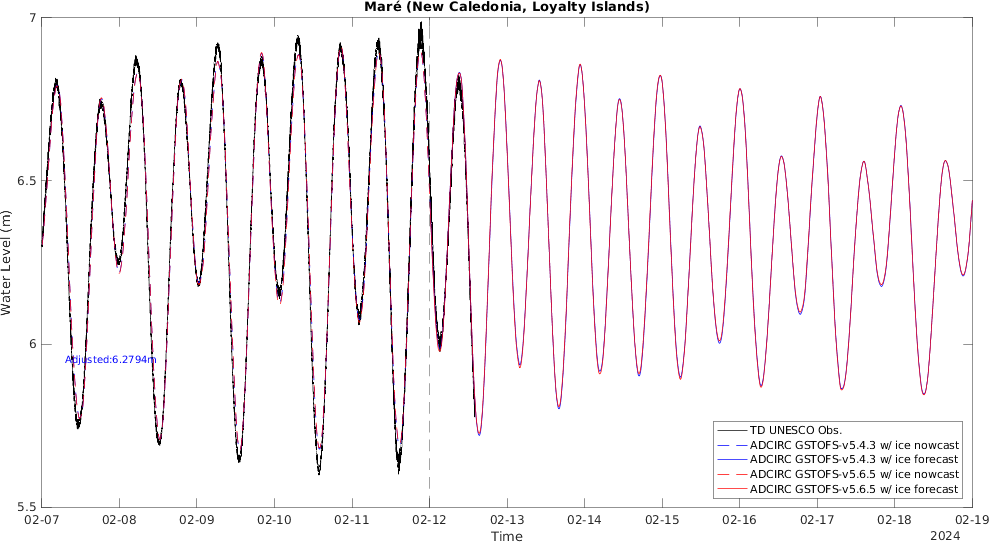 Maré (New Caledonia, Loyalty Islands)
7
6.5
6
5.5
Water Level (m)
Adjusted:6.2794m
TD UNESCO Obs.
ADCIRC GSTOFS-v5.4.3 w/ ice nowcast
ADCIRC GSTOFS-v5.4.3 w/ ice forecast
ADCIRC GSTOFS-v5.6.5 w/ ice nowcast
ADCIRC GSTOFS-v5.6.5 w/ ice forecast
02-07 02-08 02-09 02-10 02-11 02-12 02-13 02-14 02-15 02-16 02-17 02-18 02-19
Time
2024